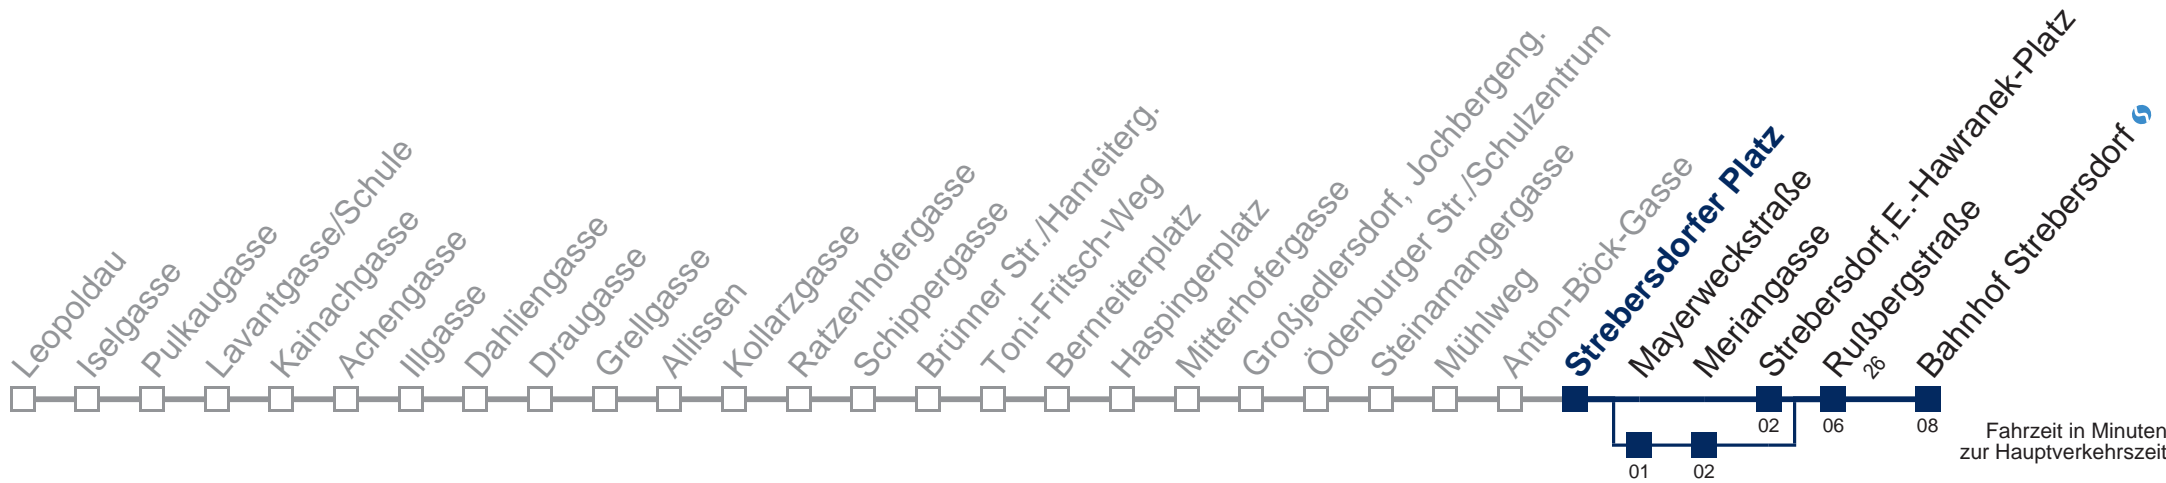 Leopoldau
Iselgasse
Pulkaugasse
Lavantgasse/Schule
Kainachgasse
Achengasse
Illgasse
Dahliengasse
Draugasse
Grellgasse
Allissen
Kollarzgasse
Ratzenhofergasse
Schippergasse
Brünner Str./Hanreiterg.
Toni-Fritsch-Weg
Bernreiterplatz
Haspingerplatz
Mitterhofergasse
Großjedlersdorf, Jochbergeng.
Ödenburger Str./Schulzentrum
Steinamangergasse
Mühlweg
Anton-Böck-Gasse
Strebersdorfer Platz
Mayerweckstraße
Meriangasse
Strebersdorf,E.-Hawranek-Platz
Rußbergstraße
26
Bahnhof Strebersdorf
02
06
08
01
02
Fahrzeit in Minuten
zur Hauptverkehrszeit